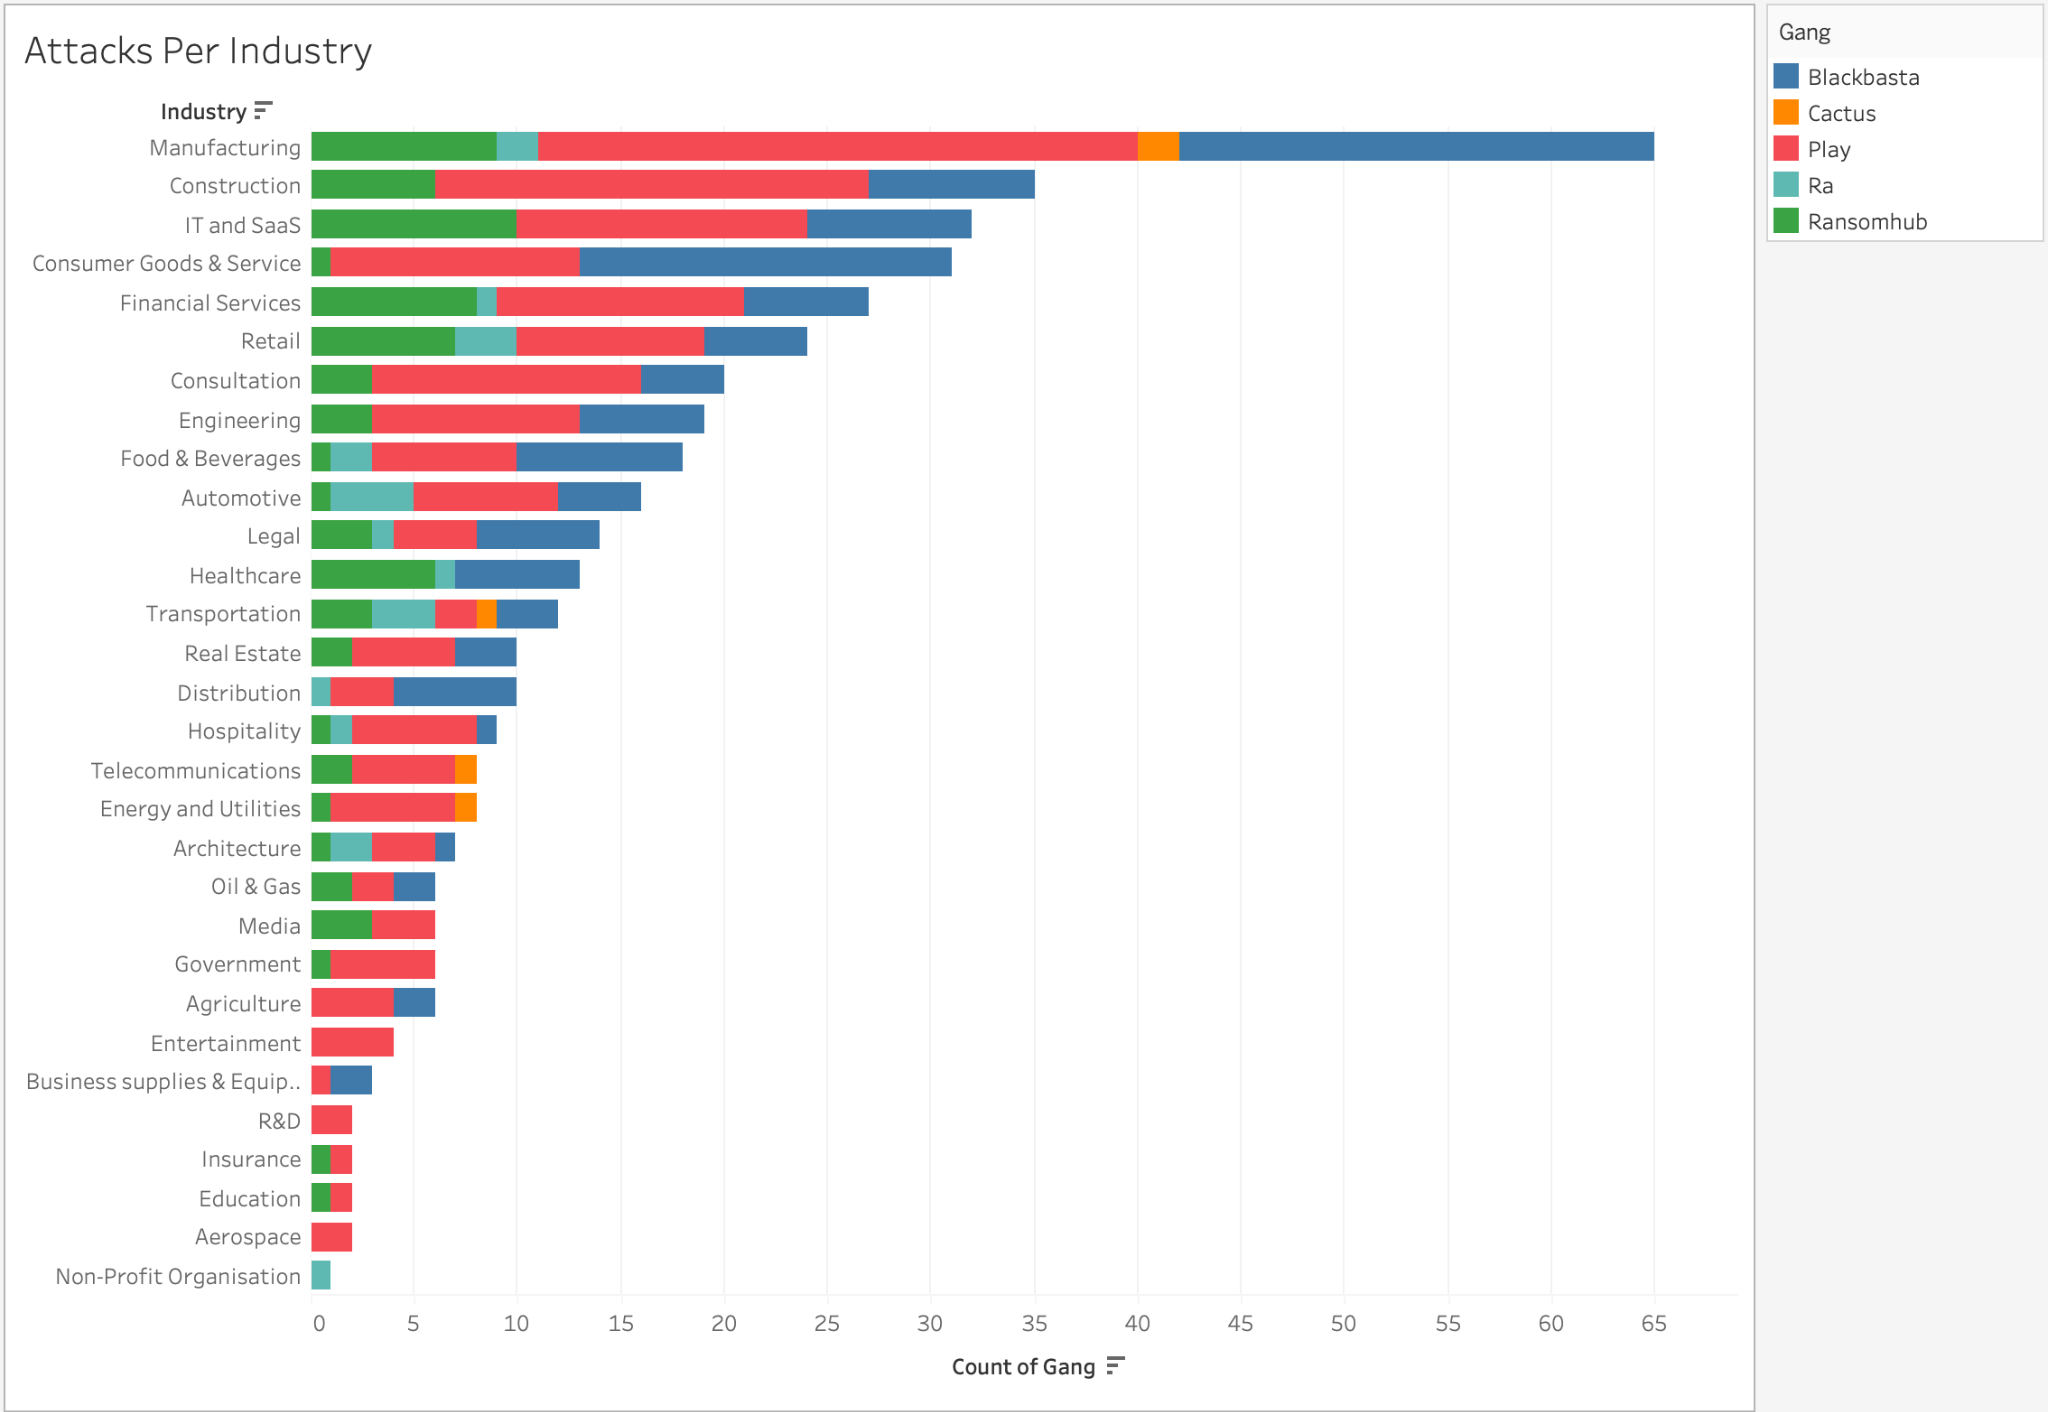 Attacks Per Industry
Industry
Manufacturing
Construction
IT and SaaS
Consumer Goods & Service
Financial Services
Retail
Consultation
Engineering
Food & Beverages
Automotive
Legal
Healthcare
Transportation
Real Estate
Distribution
Hospitality
Telecommunications
Energy and Utilities
Architecture
Oil & Gas
Media
Government
Agriculture
Entertainment
Business supplies & Equip..
R&D
Insurance
Education
Aerospace
Non-Profit Organisation
0 5 10 15 20 25 30 35 40 45 50 55 60 65
Count of Gang
Gang
Blackbasta
Cactus
Play
Ra
Ransomhub